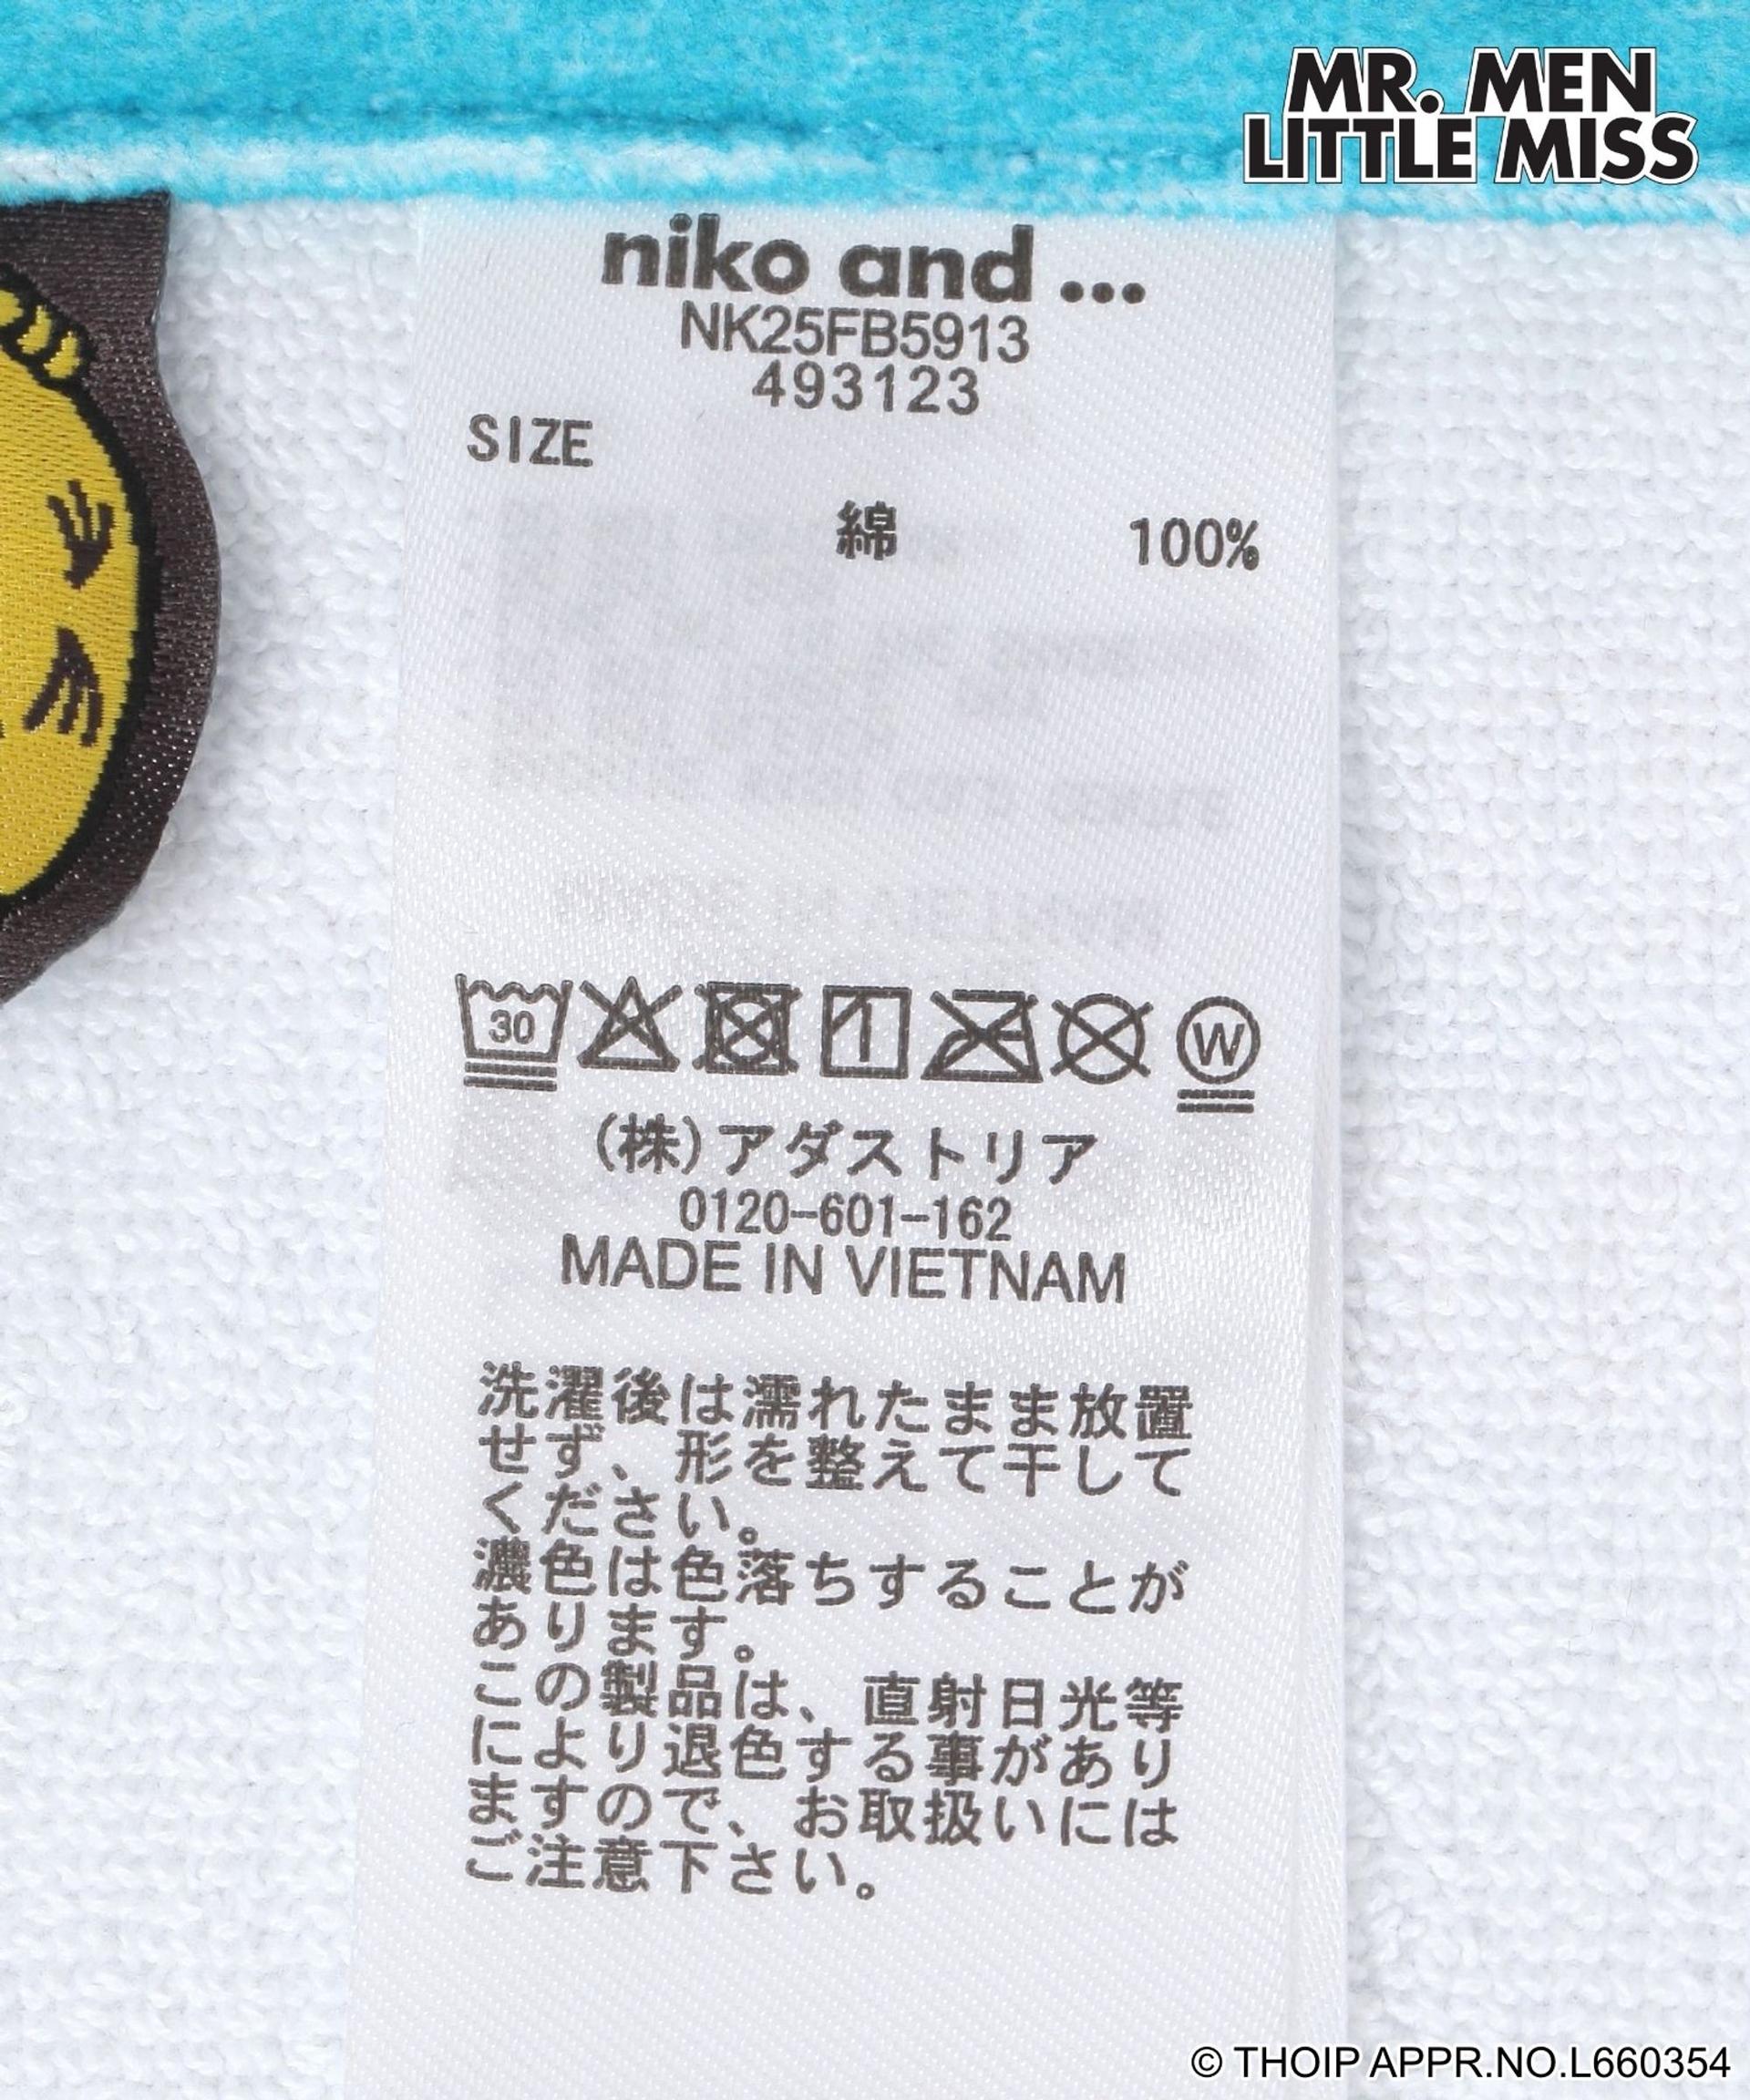 MR. MEN
LITTLE MISS
niko and ...
NK25FB5913
493123
SIZE
綿 100%
30
W
(株)アダストリア
0120-601-162
MADE IN VIETNAM
洗濯後は濡れたまま放置
せず、形を整えて干して
ください。
濃色は色落ちすることが
あります。
この製品は、直射日光等
により退色する事があり
ますので、お取扱いには
ご注意下さい。
© THOIP APPR.NO.L660354